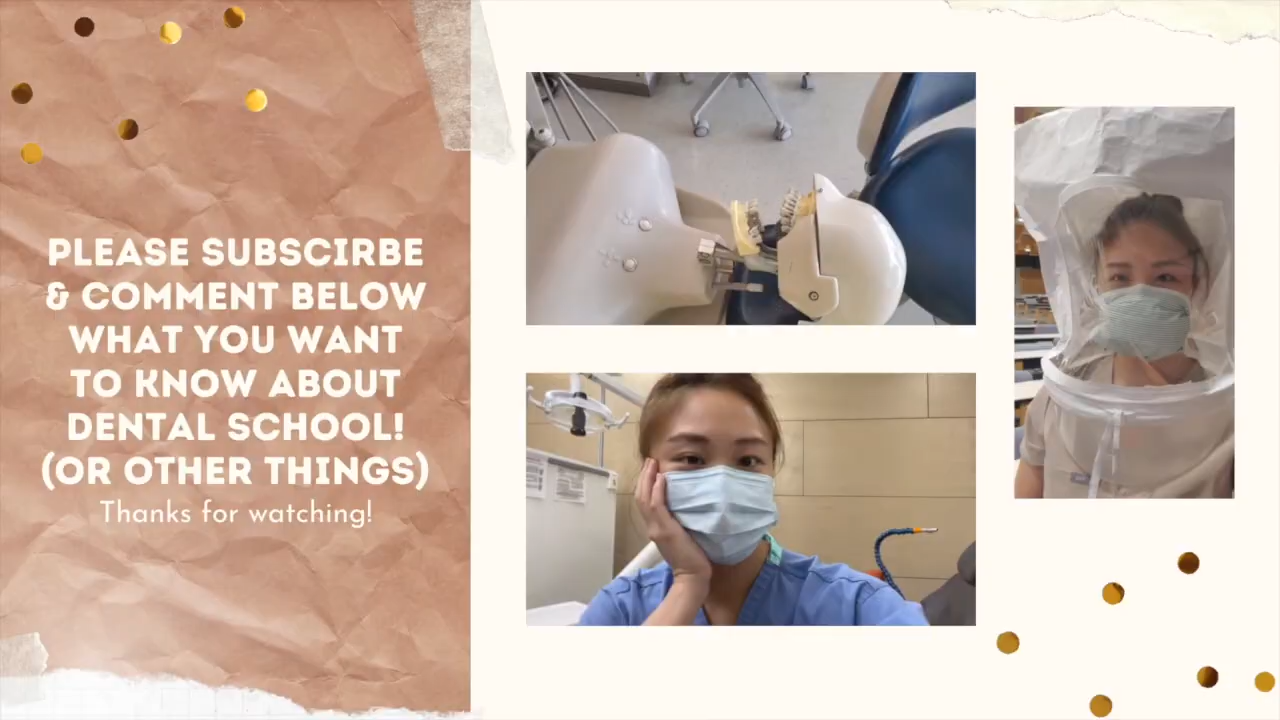 PLEASE SUBSCIRBE
& COMMENT BELOW
WHAT YOU WANT
TO KNOW ABOUT
DENTAL SCHOOL!
(OR OTHER THINGS)
Thanks for watching!